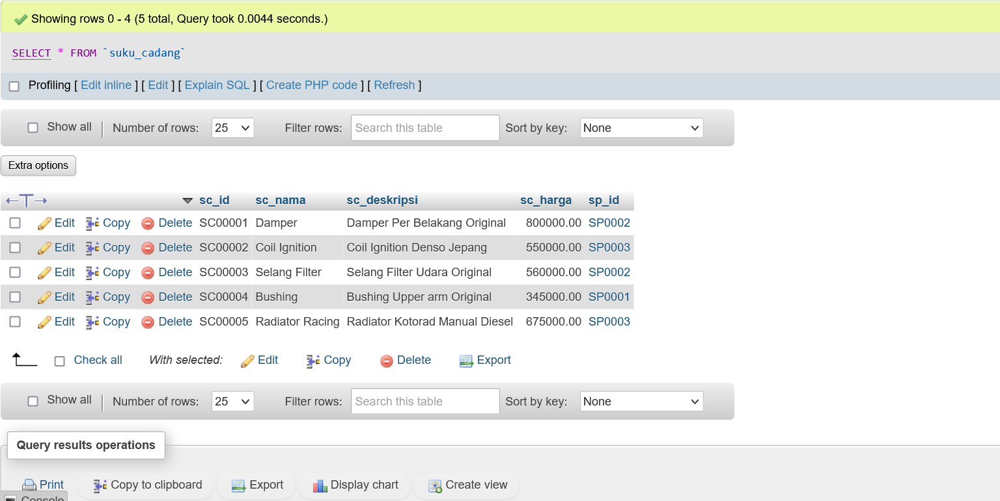 Showing rows 0 - 4 (5 total, Query took 0.0044 seconds.)
SELECT * FROM `suku_cadang`
Profiling [ Edit inline ] [ Edit ] [ Explain SQL ] [ Create PHP code ] [ Refresh ]
Show all Number of rows: 25 Filter rows: Search this table Sort by key: None
Extra options
sc_id sc_nama sc_deskripsi sc_harga sp_id
Edit Copy Delete SC00001 Damper Damper Per Belakang Original 800000.00 SP0002
Edit Copy Delete SC00002 Coil Ignition Coil Ignition Denso Jepang 550000.00 SP0003
Edit Copy Delete SC00003 Selang Filter Selang Filter Udara Original 560000.00 SP0002
Edit Copy Delete SC00004 Bushing Bushing Upper arm Original 345000.00 SP0001
Edit Copy Delete SC00005 Radiator Racing Radiator Kotorad Manual Diesel 675000.00 SP0003
Check all With selected: Edit Copy Delete Export
Show all Number of rows: 25 Filter rows: Search this table Sort by key: None
Query results operations
Print Copy to clipboard Export Display chart Create view
Console